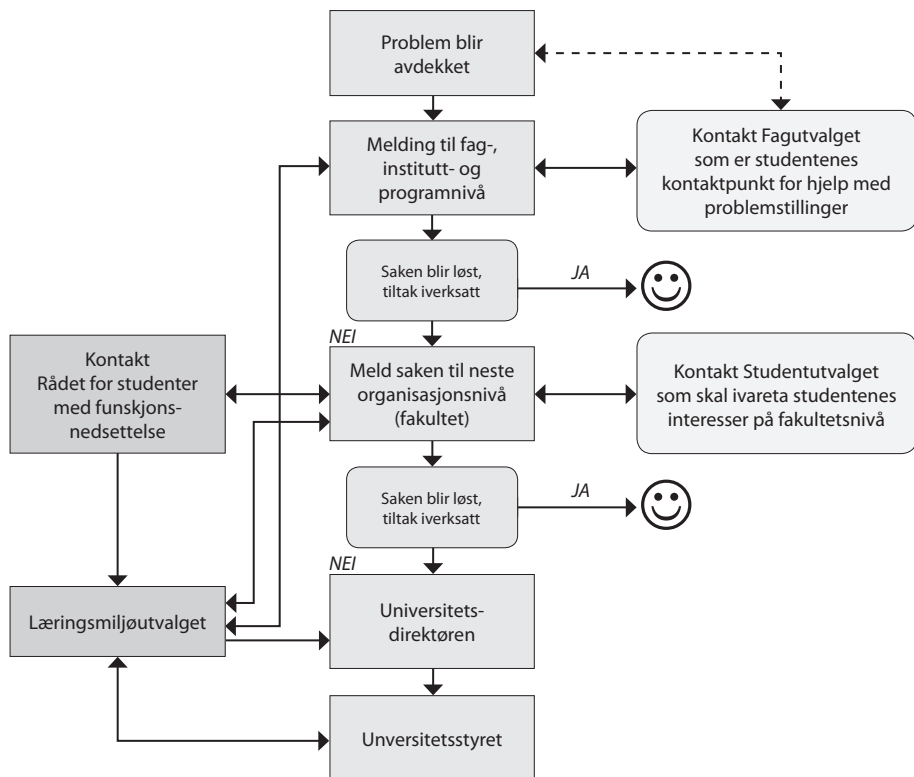 Problem blir
avdekket
Melding til fag-,
institutt- og
programnivå
Kontakt Fagutvalget
som er studentenes
kontaktpunkt for hjelp med
problemstillinger
Saken blir løst,
tiltak iverksatt
JA
NEI
Kontakt
Rådet for studenter
med funskjons-
nedsettelse
Meld saken til neste
organisasjonsnivå
(fakultet)
Kontakt Studentutvalget
som skal ivareta studentenes
interesser på fakultetsnivå
Saken blir løst,
tiltak iverksatt
JA
NEI
Læringsmiljøutvalget
Universitets-
direktøren
Unversitetsstyret